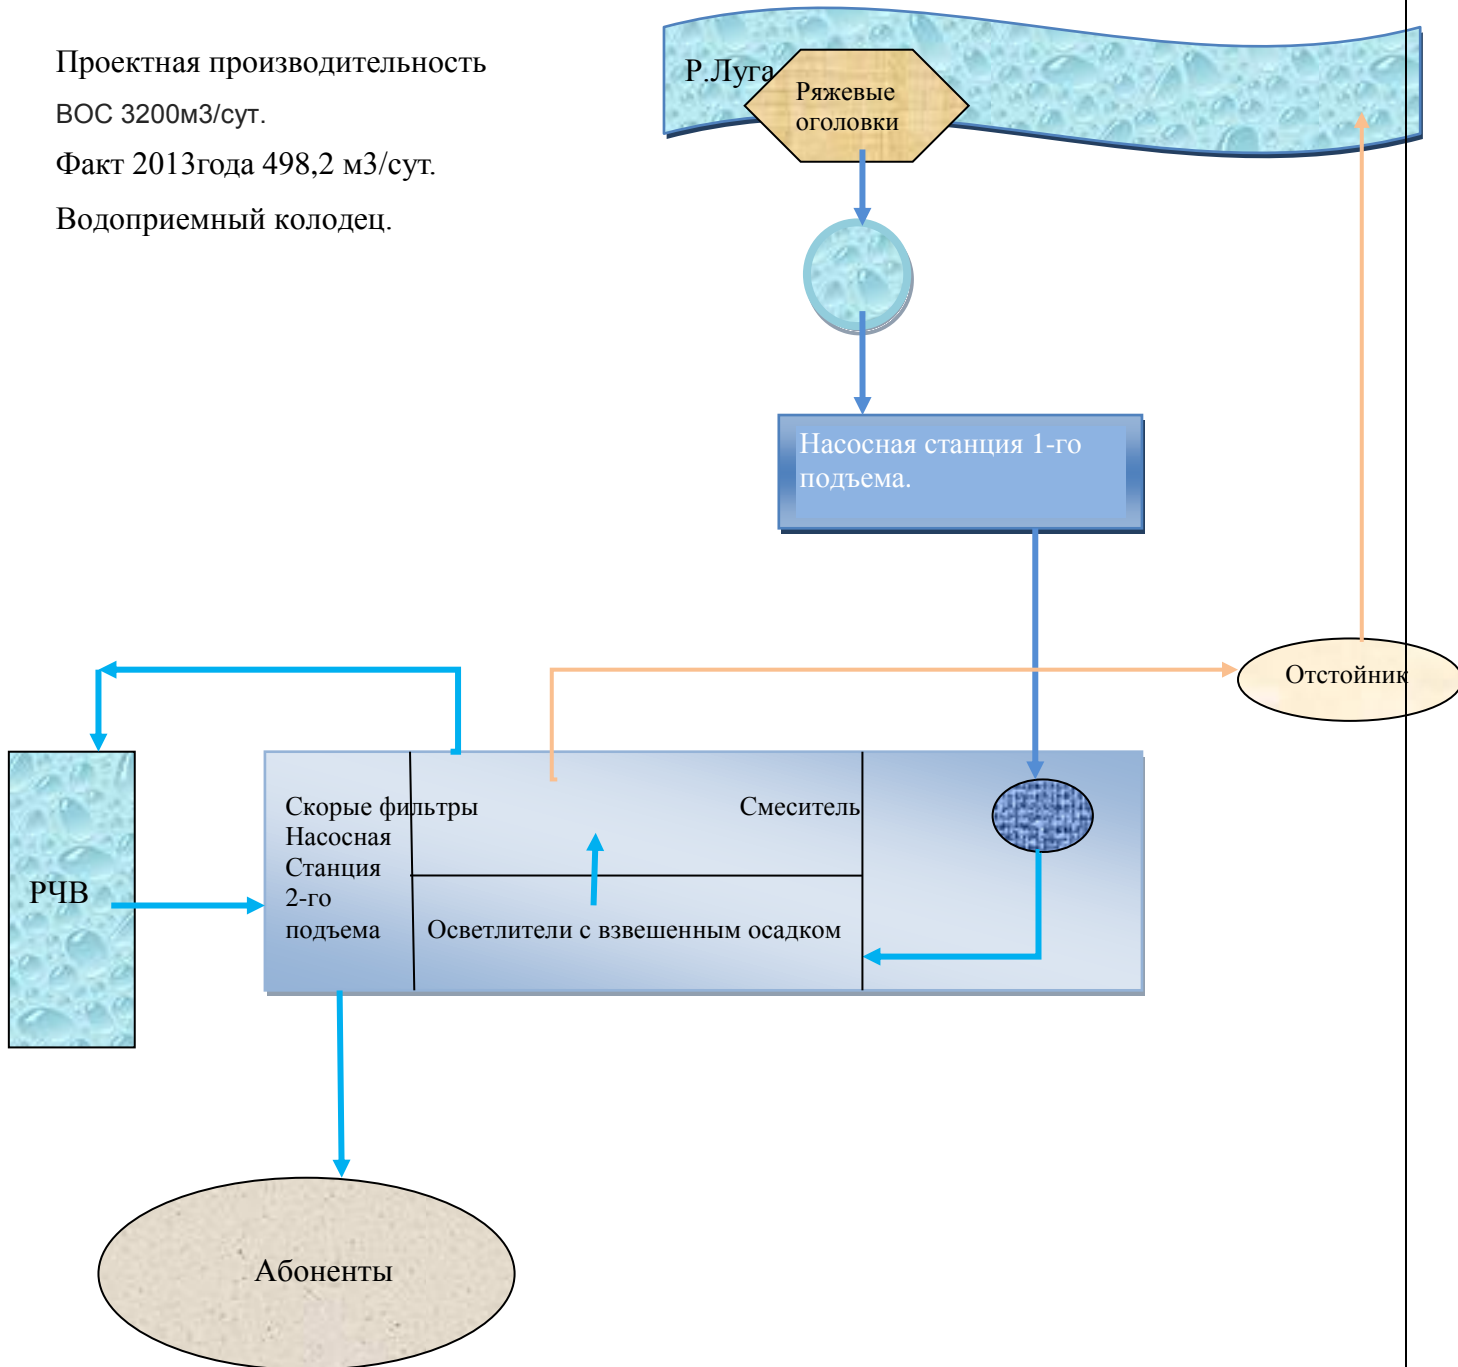 Проектная производительность
ВОС 3200м3/сут.
Факт 2013года 498,2 м3/сут.
Водоприемный колодец.
Р.Луга
Ряжевые
оголовки
Насосная станция 1-го
подъема.
Отстойник
Скорые фильтры Смеситель
Насосная
Станция
2-го
подъема
Осветлители с взвешенным осадком
РЧВ
Абоненты